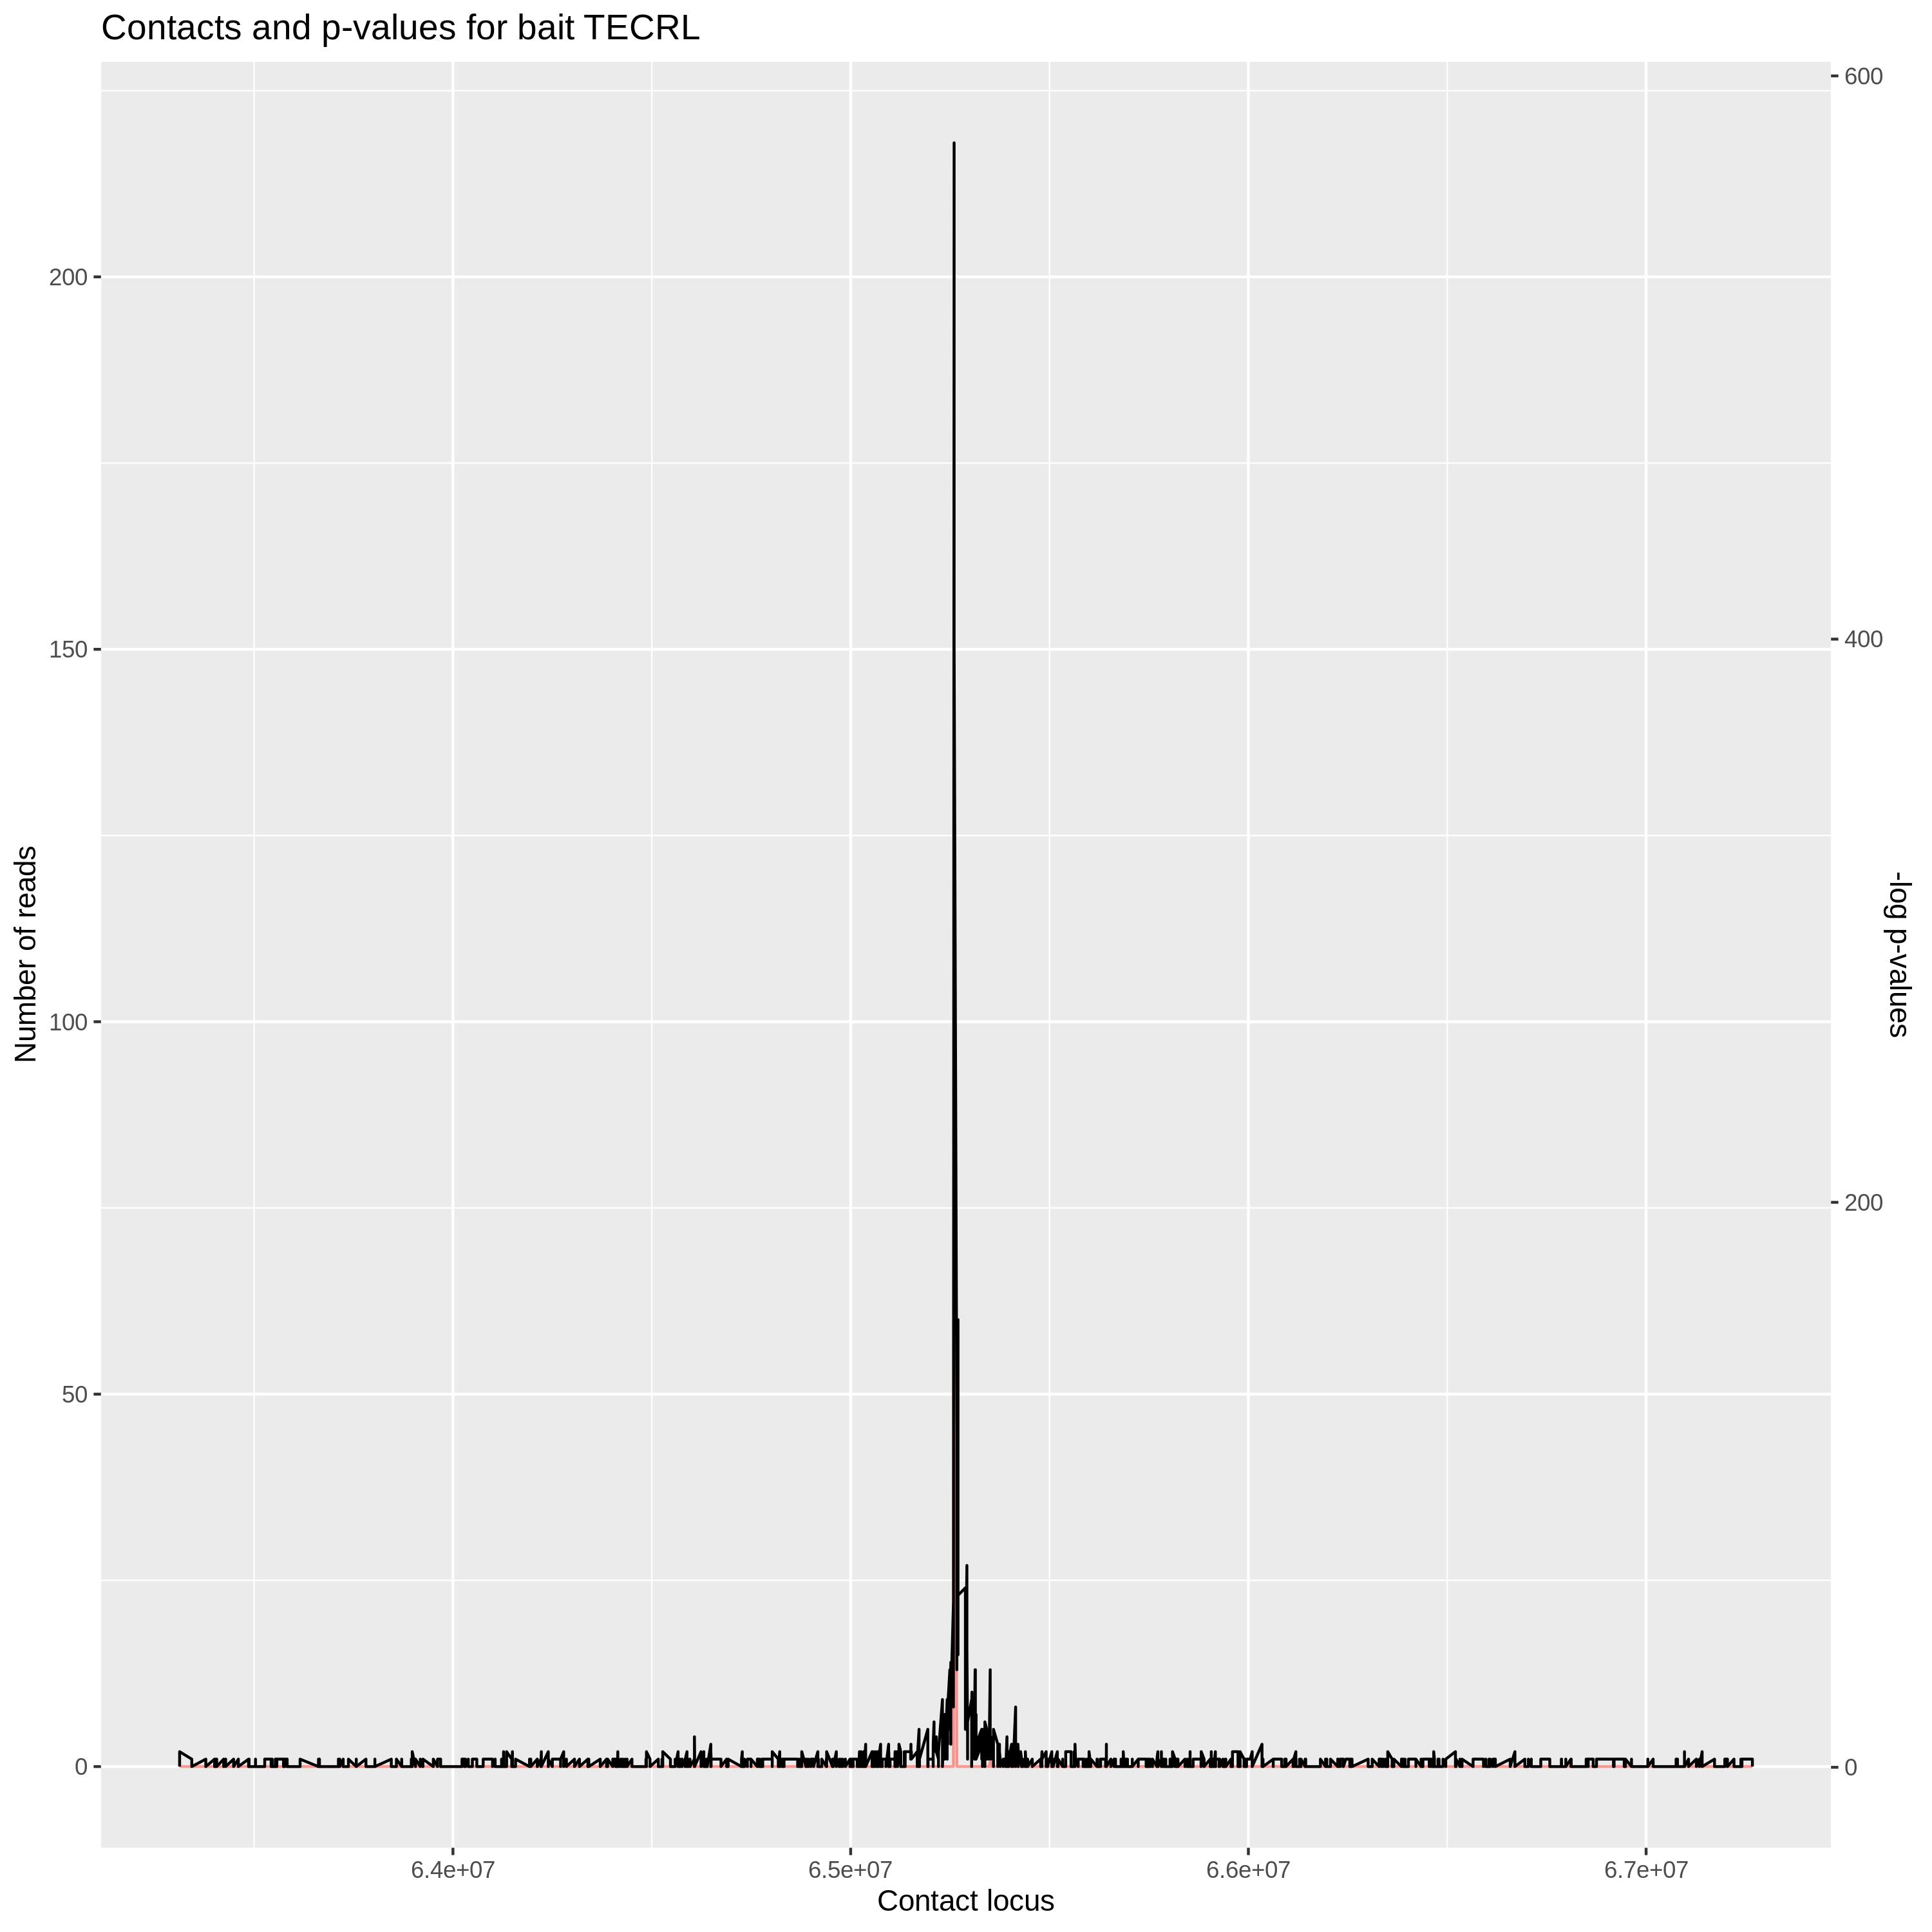 Contacts and p-values for bait TECRL
600
200
150
400
100
200
50
0
0
Number of reads
-log p-values
6.4e+07
6.5e+07
6.6e+07
6.7e+07
Contact locus